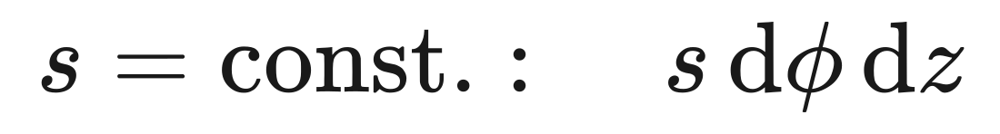 s = const. : s dϕ dz